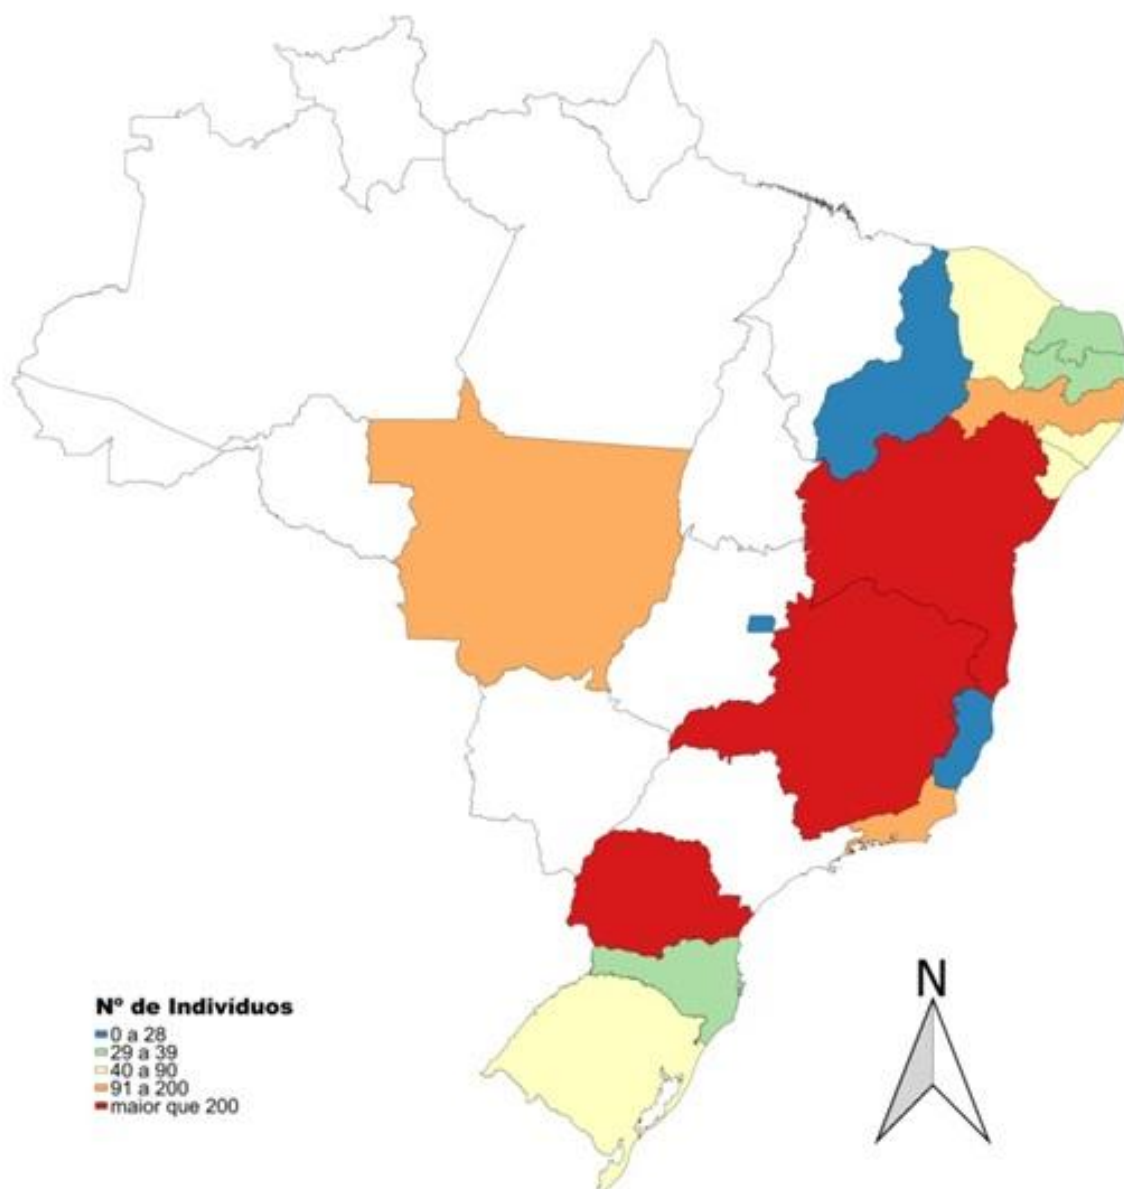 N
Nº de Indivíduos
0 a 28
29 a 39
40 a 90
91 a 200
maior que 200